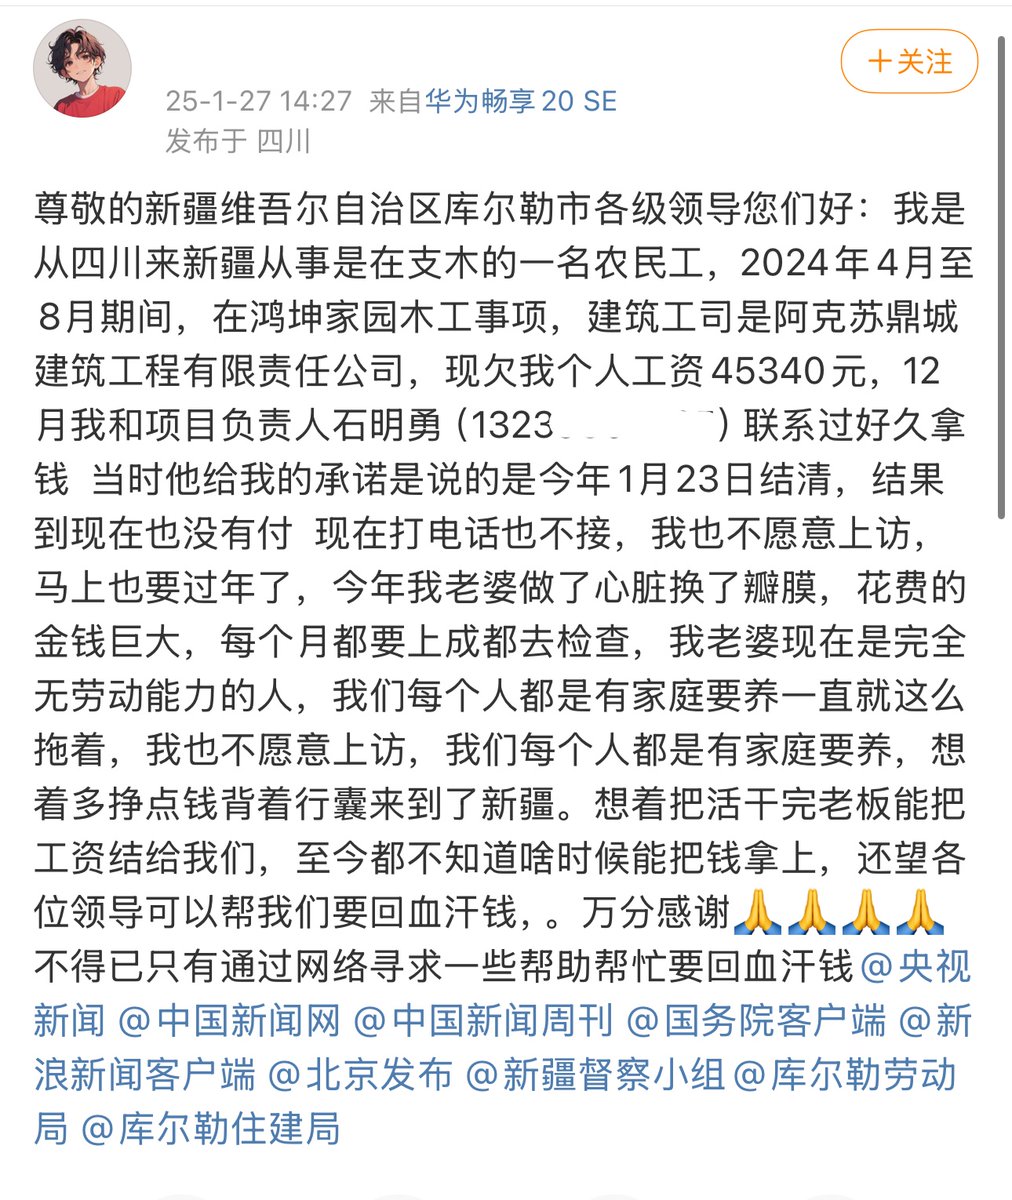 +关注
25-1-27 14:27 来自华为畅享20 SE
发布于 四川
尊敬的新疆维吾尔自治区库尔勒市各级领导您们好：我是
从四川来新疆从事是在支木的一名农民工，2024年4月至
8月期间，在鸿坤家园木工事项，建筑工司是阿克苏鼎城
建筑工程有限责任公司，现欠我个人工资45340元，12
月我和项目负责人石明勇（1323 ）联系过好久拿
钱 当时他给我的承诺是说的是今年1月23日结清，结果
到现在也没有付 现在打电话也不接，我也不愿意上访，
马上也要过年了，今年我老婆做了心脏换了瓣膜，花费的
金钱巨大，每个月都要上成都去检查，我老婆现在是完全
无劳动能力的人，我们每个人都是有家庭要养一直就这么
拖着，我也不愿意上访，我们每个人都是有家庭要养，想
着多挣点钱背着行囊来到了新疆。想着把活干完老板能把
工资结给我们，至今都不知道啥时候能把钱拿上，还望各
位领导可以帮我们要回血汗钱，。万分感谢🙏🙏🙏🙏
不得已只有通过网络寻求一些帮助帮忙要回血汗钱@央视
新闻 @中国新闻网 @中国新闻周刊 @国务院客户端 @新
浪新闻客户端 @北京发布 @新疆督察小组@库尔勒劳动
局 @库尔勒住建局